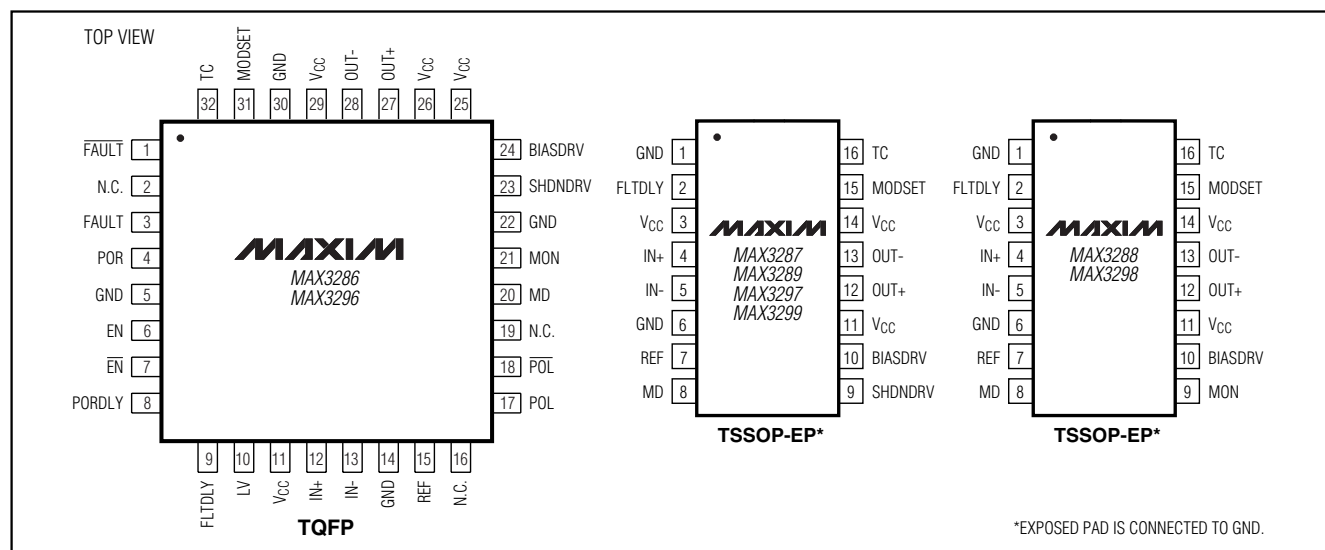 TOP VIEW
TC
MODSET
GND
VCC
OUT-
OUT+
VCC
VCC
32 31 30 29 28 27 26 25
F̅A̅U̅L̅T̅ 1
N.C. 2
FAULT 3
POR 4
GND 5
EN 6
E̅N̅ 7
PORDLY 8
MAXIM
MAX3286
MAX3296
24 BIASDRV
23 SHDNDRV
22 GND
21 MON
20 MD
19 N.C.
18 P̅O̅L̅
17 POL
9 10 11 12 13 14 15 16
FLTDLY
LV
VCC
IN+
IN-
GND
REF
N.C.
TQFP
GND 1
FLTDLY 2
VCC 3
IN+ 4
IN- 5
GND 6
REF 7
MD 8
MAXIM
MAX3287
MAX3289
MAX3297
MAX3299
16 TC
15 MODSET
14 VCC
13 OUT-
12 OUT+
11 VCC
10 BIASDRV
9 SHDNDRV
TSSOP-EP*
GND 1
FLTDLY 2
VCC 3
IN+ 4
IN- 5
GND 6
REF 7
MD 8
MAXIM
MAX3288
MAX3298
16 TC
15 MODSET
14 VCC
13 OUT-
12 OUT+
11 VCC
10 BIASDRV
9 MON
TSSOP-EP*
*EXPOSED PAD IS CONNECTED TO GND.